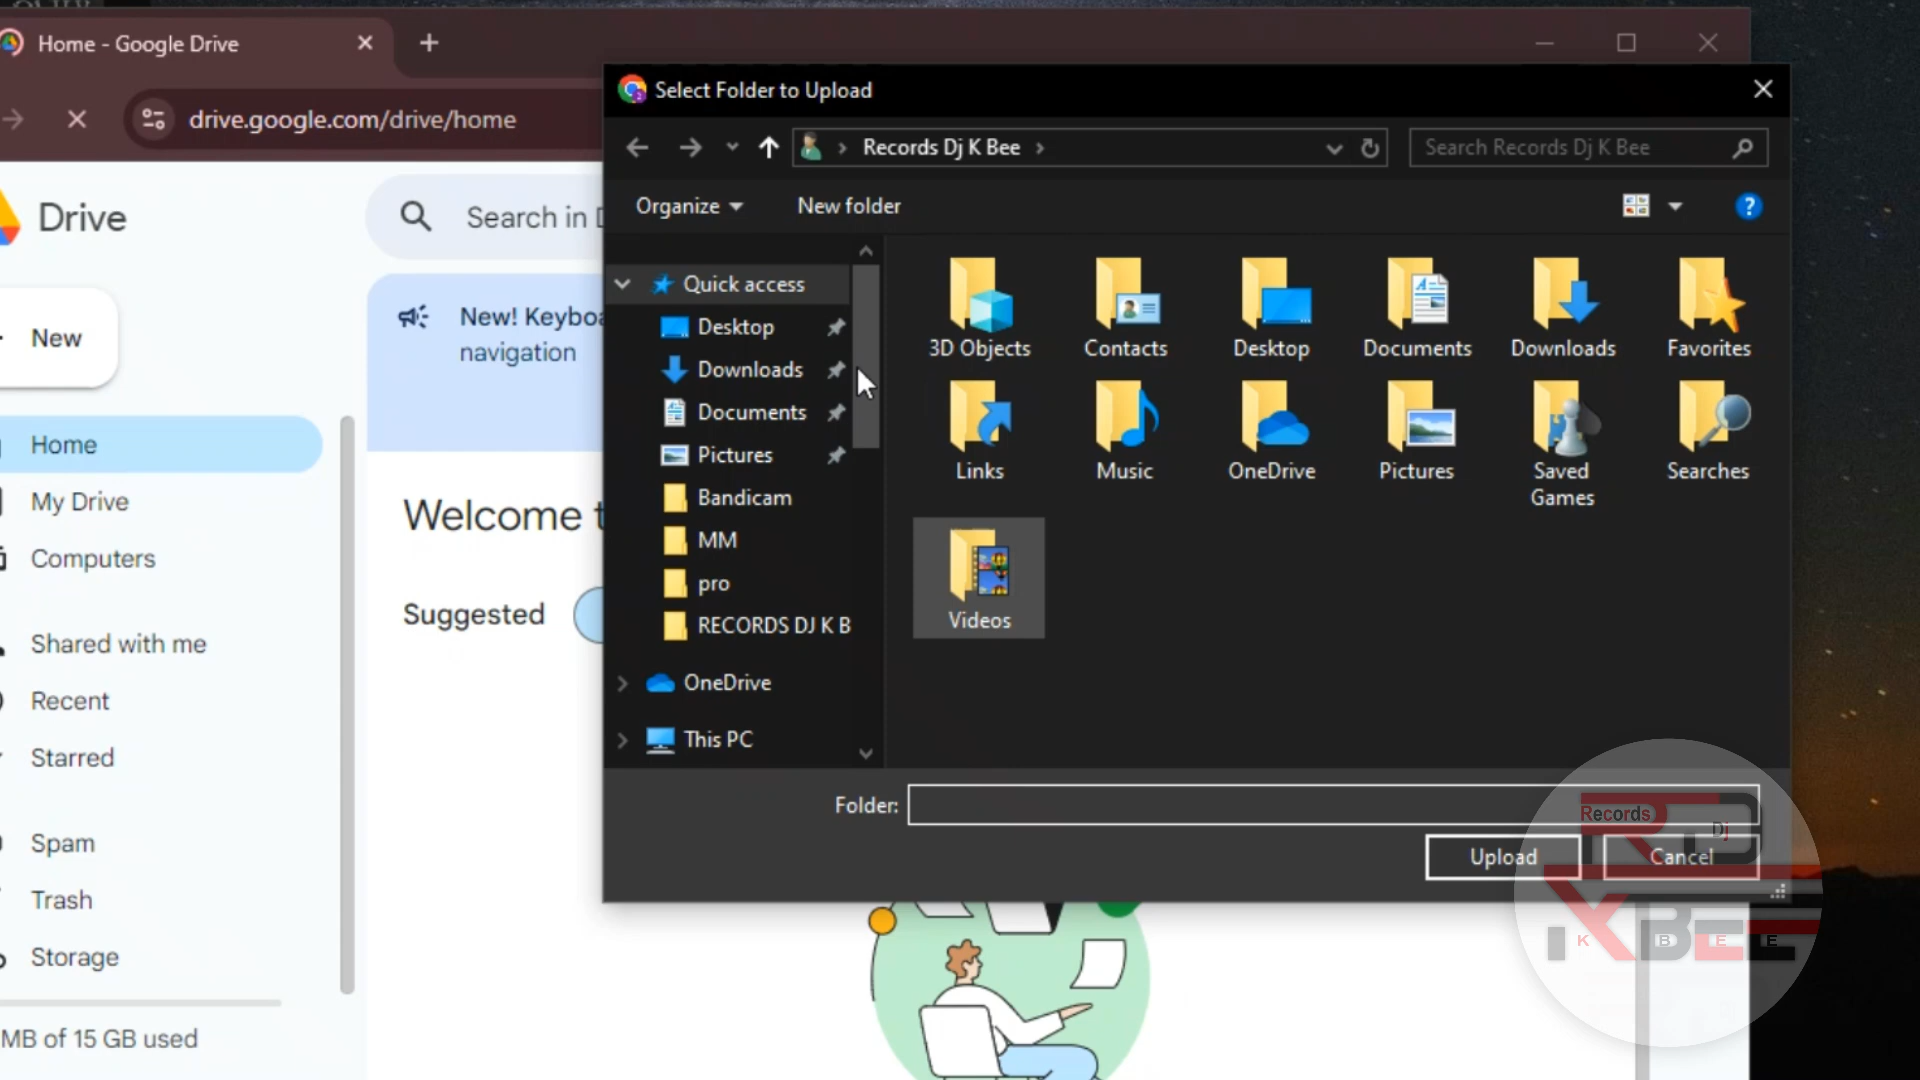 Home - Google Drive
drive.google.com/drive/home
Drive
Search in
New
New! Keyboa
navigation
Home
My Drive
Computers
Shared with me
Recent
Starred
Spam
Trash
Storage
MB of 15 GB used
Welcome t
Suggested
Select Folder to Upload
Records Dj K Bee
Search Records Dj K Bee
Organize
New folder
Quick access
Desktop
Downloads
Documents
Pictures
Bandicam
MM
pro
RECORDS DJ K B
OneDrive
This PC
3D Objects
Contacts
Desktop
Documents
Downloads
Favorites
Links
Music
OneDrive
Pictures
Saved
Games
Searches
Videos
Folder:
Upload
Cancel
Records
Dj
K BEE